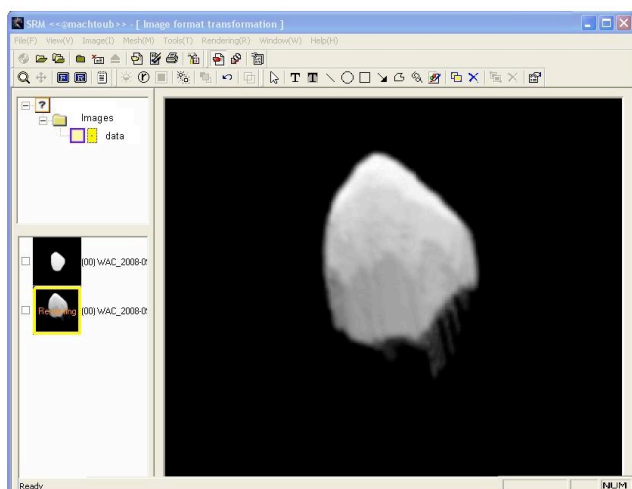 SRM <<@machtoub>> - [ Image format transformation ]
File(F) View(V) Image(I) Mesh(M) Tools(T) Rendering(R) Window(W) Help(H)
Images
data
(00) WAC_2008-0
Rendering (00) WAC_2008-0
Ready
NUM